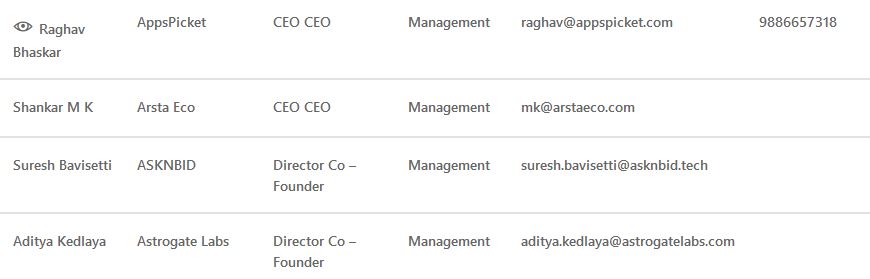 Raghav Bhaskar AppsPicket CEO CEO Management raghav@appspicket.com 9886657318
Shankar M K Arsta Eco CEO CEO Management mk@arstaeco.com
Suresh Bavisetti ASKNBID Director Co – Founder Management suresh.bavisetti@asknbid.tech
Aditya Kedlaya Astrogate Labs Director Co – Founder Management aditya.kedlaya@astrogatelabs.com